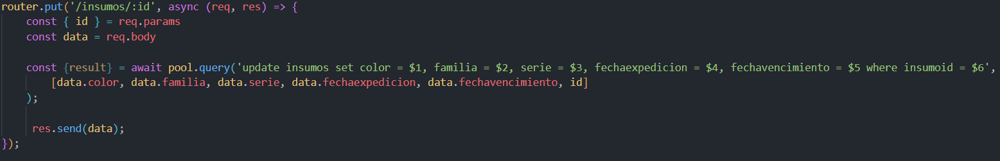 router.put('/insumos/:id', async (req, res) => {
    const { id } = req.params
    const data = req.body
    const {result} = await pool.query('update insumos set color = $1, familia = $2, serie = $3, fechaexpedicion = $4, fechavencimiento = $5 where insumoid = $6',
        [data.color, data.familia, data.serie, data.fechaexpedicion, data.fechavencimiento, id]
    );
     res.send(data);
});